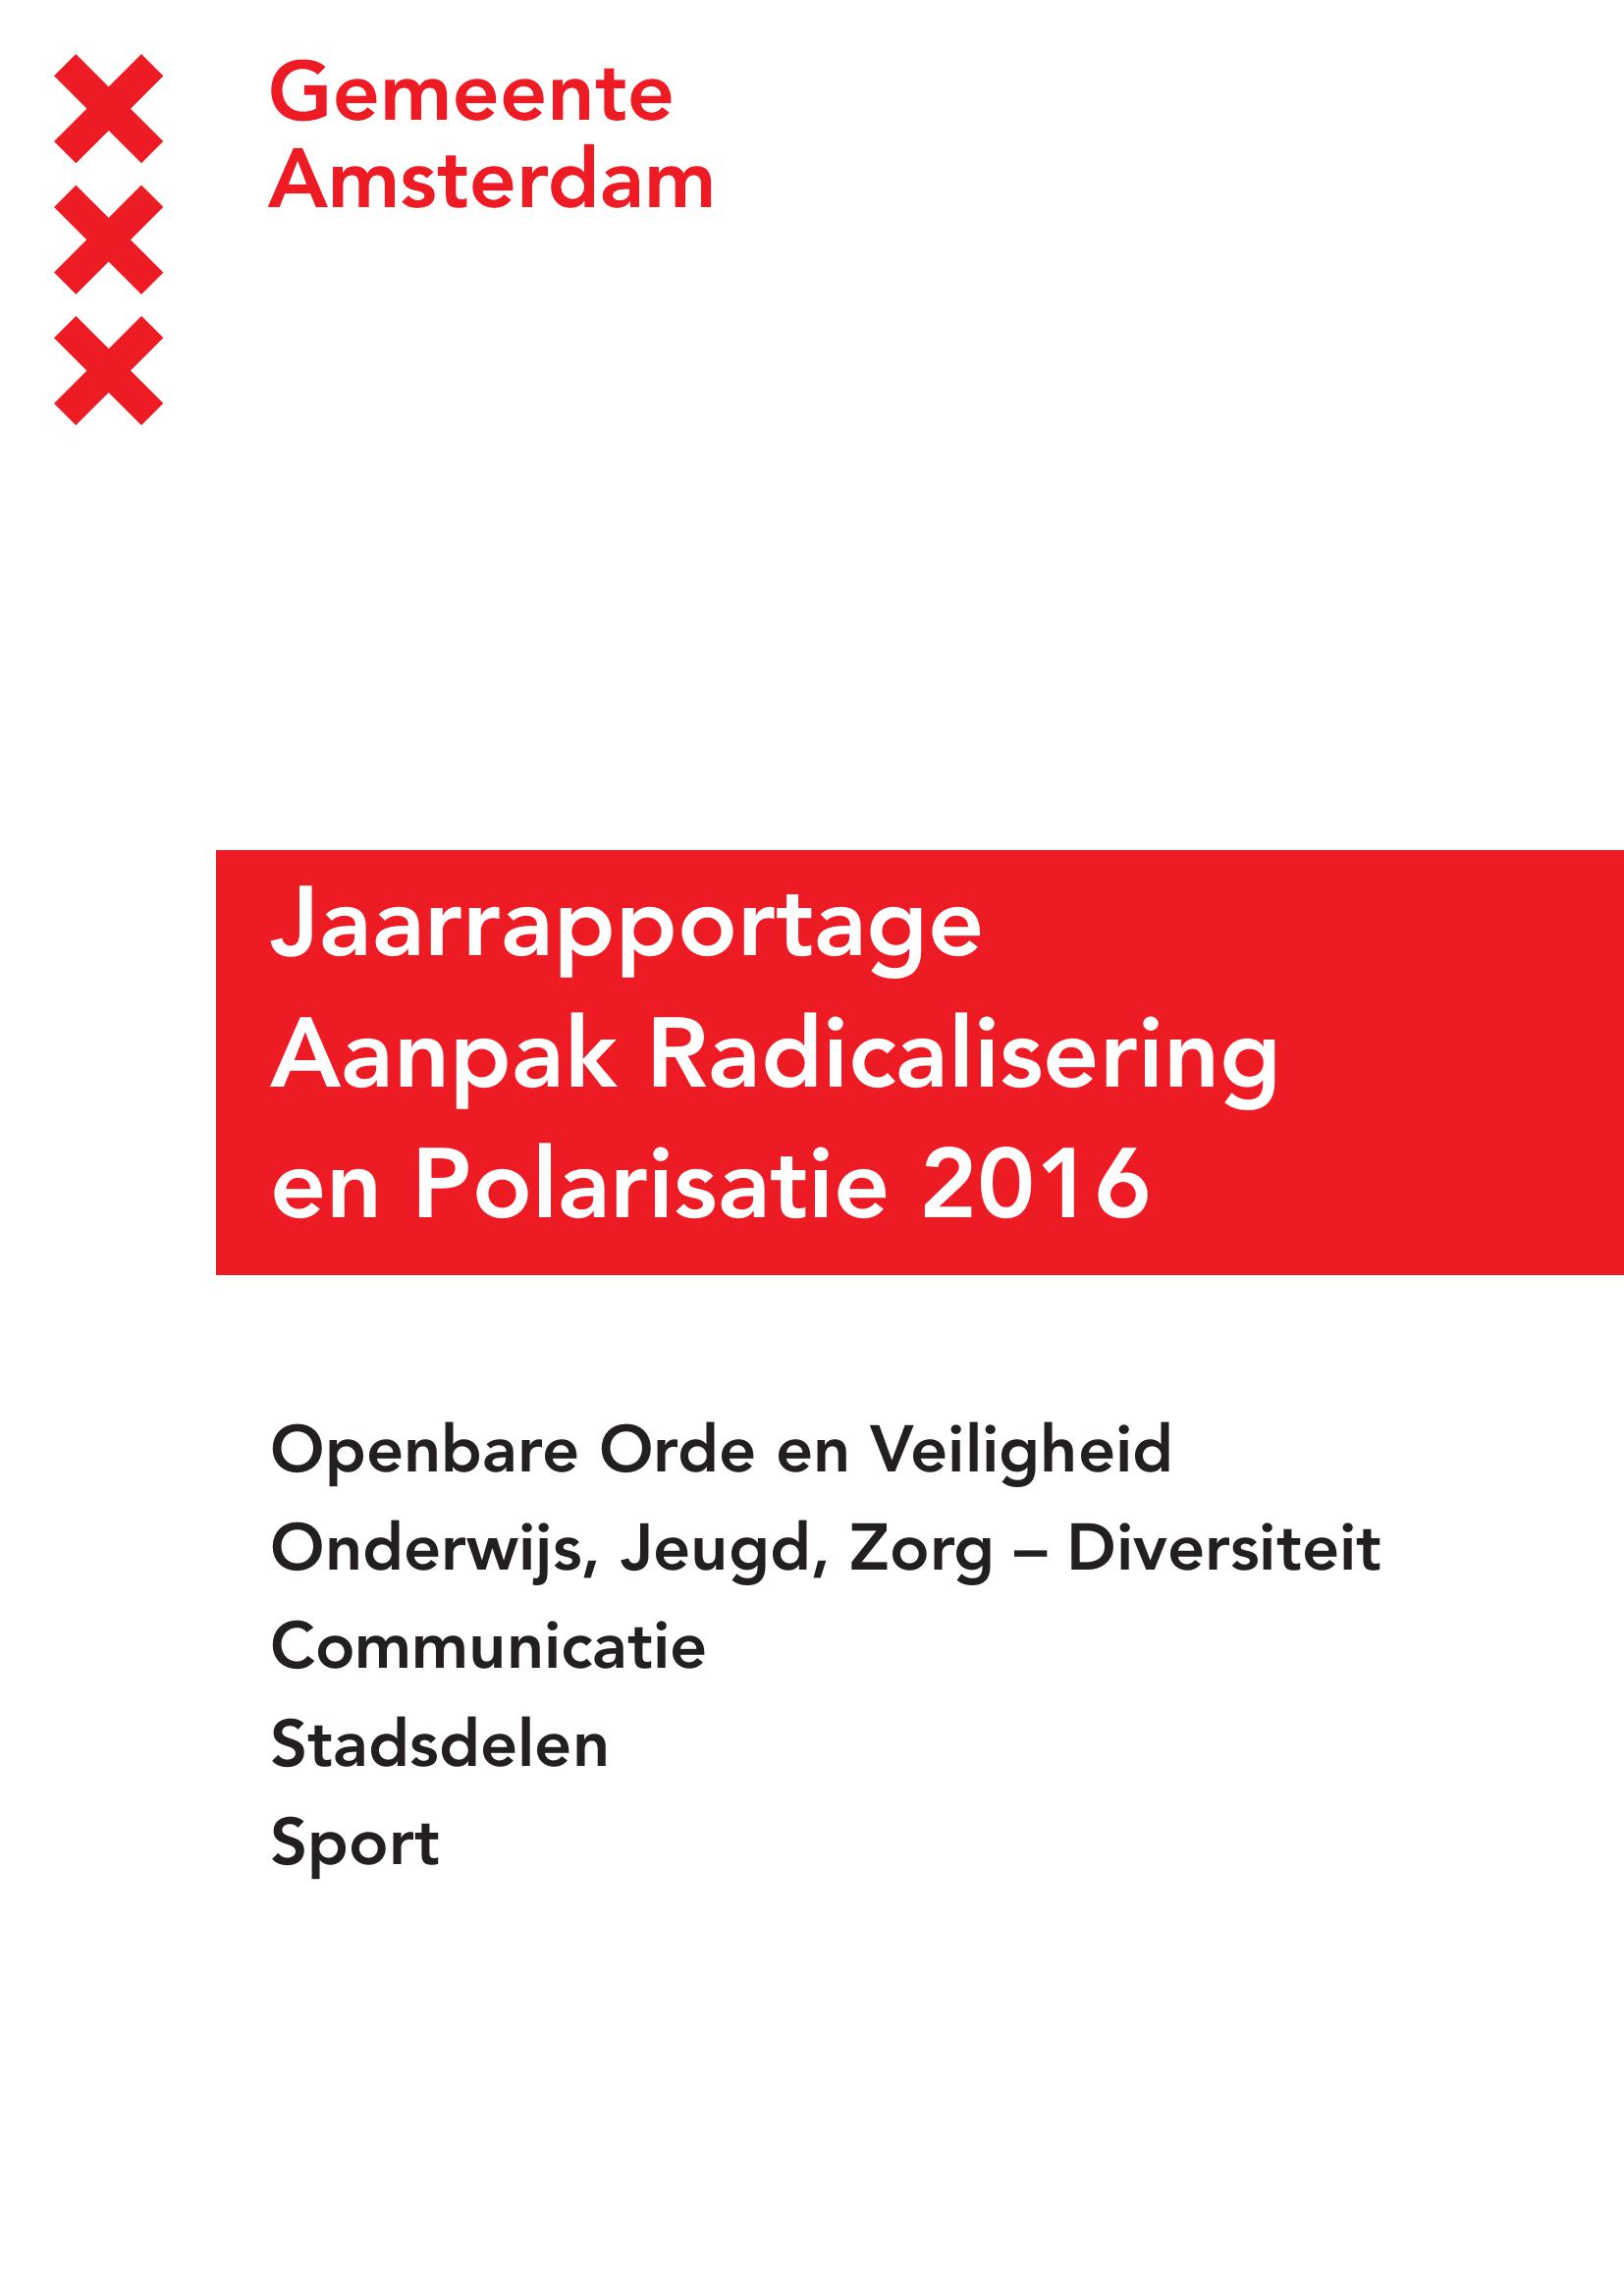 Gemeente
Amsterdam
Jaarrapportage
Aanpak Radicalisering
en Polarisatie 2016
Openbare Orde en Veiligheid
Onderwijs, Jeugd, Zorg – Diversiteit
Communicatie
Stadsdelen
Sport